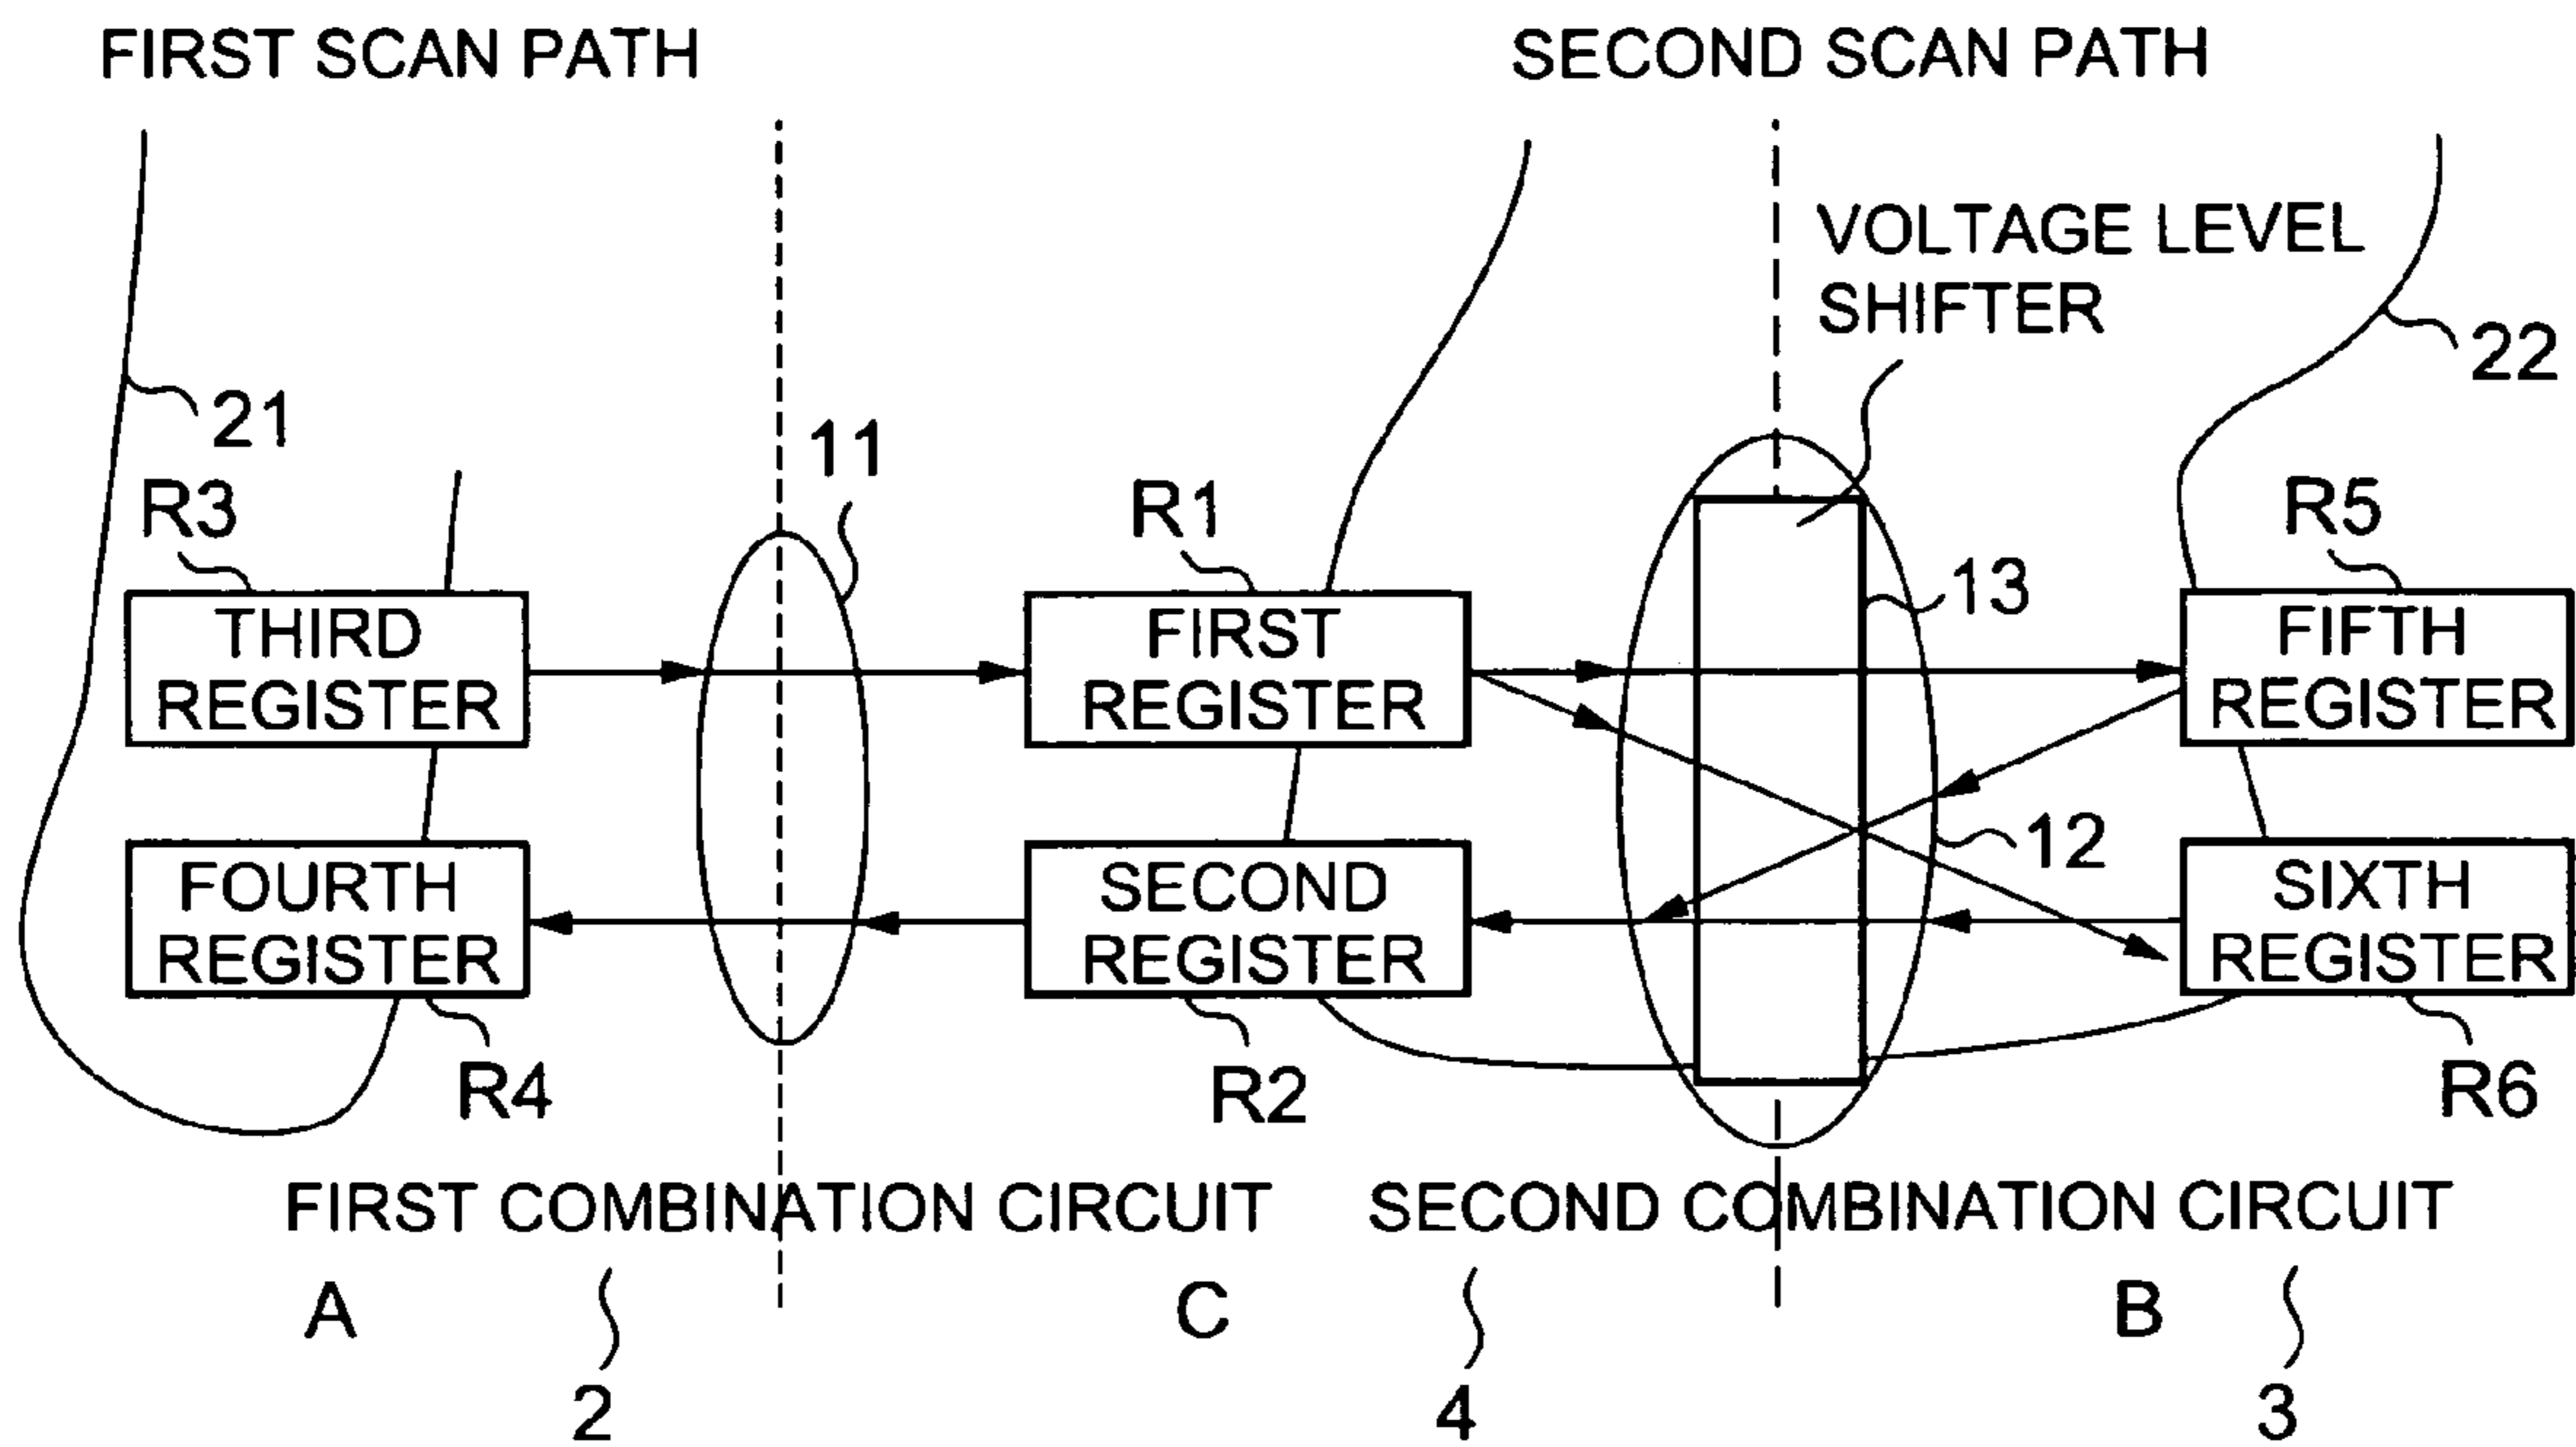 FIRST SCAN PATH
SECOND SCAN PATH
VOLTAGE LEVEL
SHIFTER
22
21
11
R3
R1
R5
13
THIRD
REGISTER
FIRST
REGISTER
FIFTH
REGISTER
12
FOURTH
REGISTER
SECOND
REGISTER
SIXTH
REGISTER
R4
R2
R6
FIRST COMBINATION CIRCUIT
SECOND COMBINATION CIRCUIT
A
C
B
2
4
3